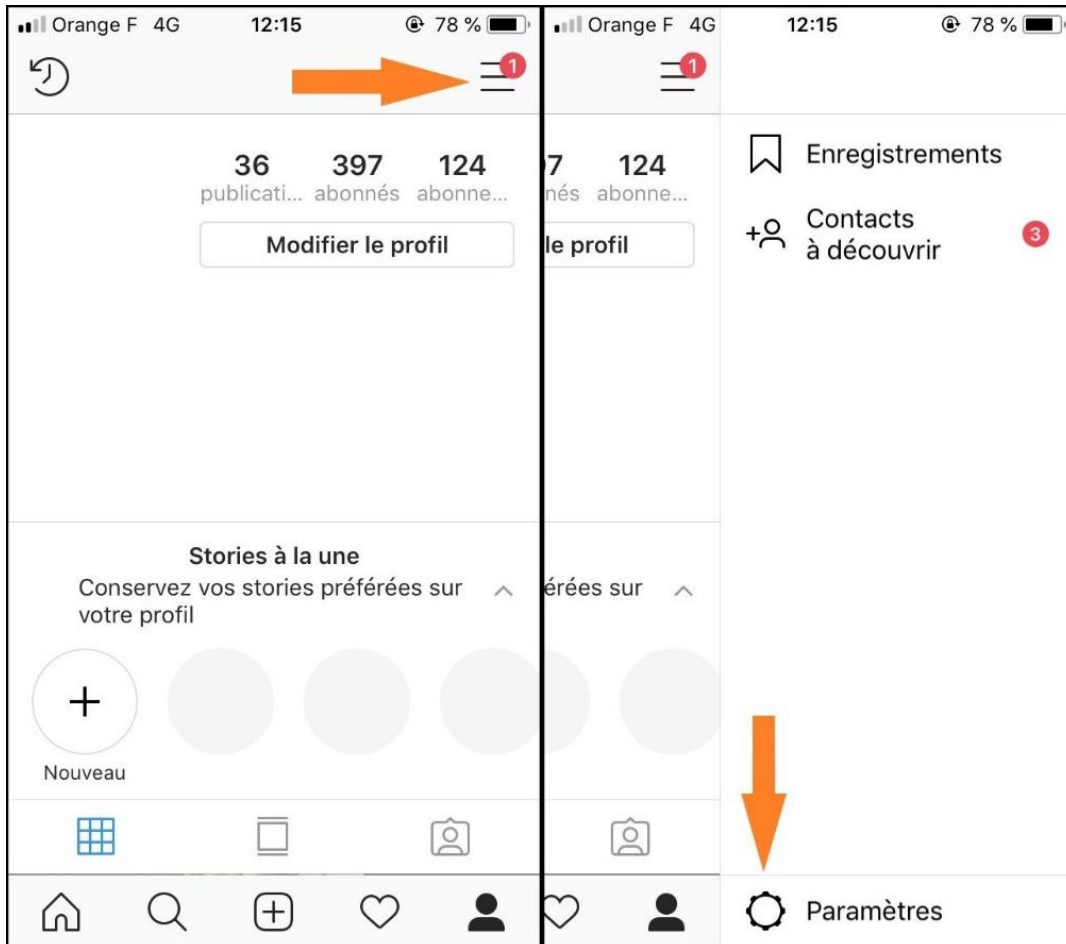 Orange F 4G 12:15 78 %
1
36 397 124
publicati... abonnés abonne...
Modifier le profil
Stories à la une
Conservez vos stories préférées sur
votre profil
Nouveau
Orange F 4G 12:15 78 %
1
7 124
nés abonne...
le profil
érées sur
Enregistrements
Contacts
à découvrir
3
Paramètres